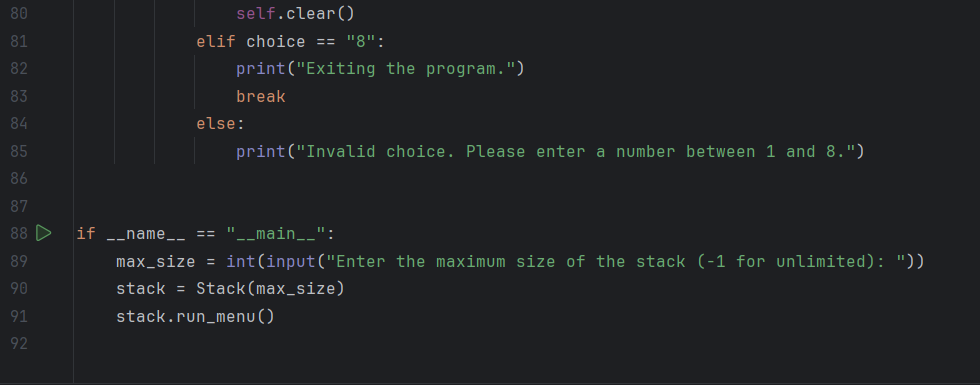 80 self.clear()
81 elif choice == "8":
82 print("Exiting the program.")
83 break
84 else:
85 print("Invalid choice. Please enter a number between 1 and 8.")
86
87
88 if __name__ == "__main__":
89 max_size = int(input("Enter the maximum size of the stack (-1 for unlimited): "))
90 stack = Stack(max_size)
91 stack.run_menu()
92